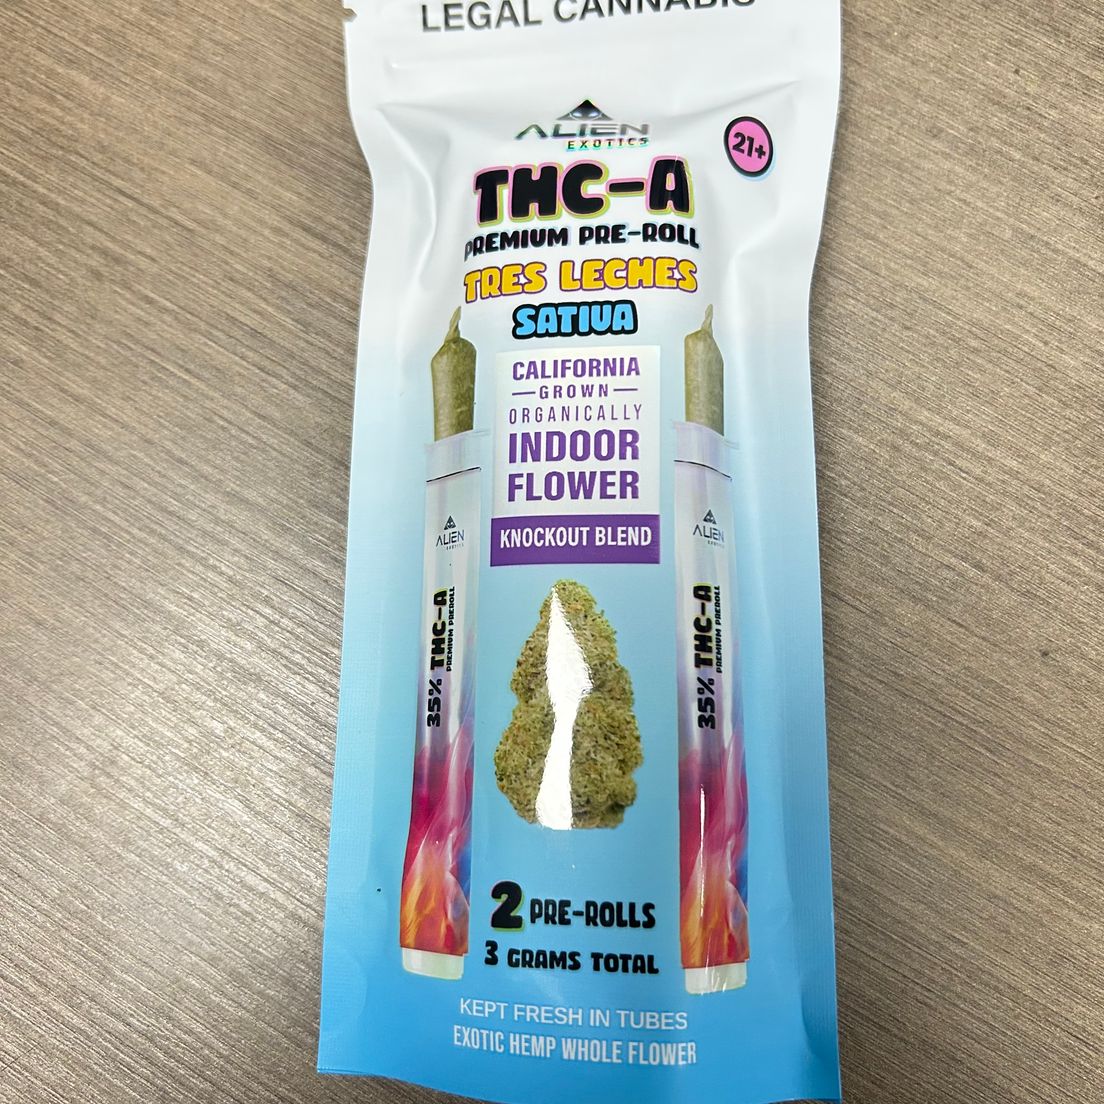 LEGAL CANNABIS
ALIEN
EXOTICS
21+
THC-A
PREMIUM PRE-ROLL
TRES LECHES
SATIVA
CALIFORNIA
GROWN
ORGANICALLY
INDOOR
FLOWER
KNOCKOUT BLEND
ALIEN
EXOTICS
35% THC-A
PREMIUM PREROLL
ALIEN
EXOTICS
35% THC-A
PREMIUM PREROLL
2 PRE-ROLLS
3 GRAMS TOTAL
KEPT FRESH IN TUBES
EXOTIC HEMP WHOLE FLOWER